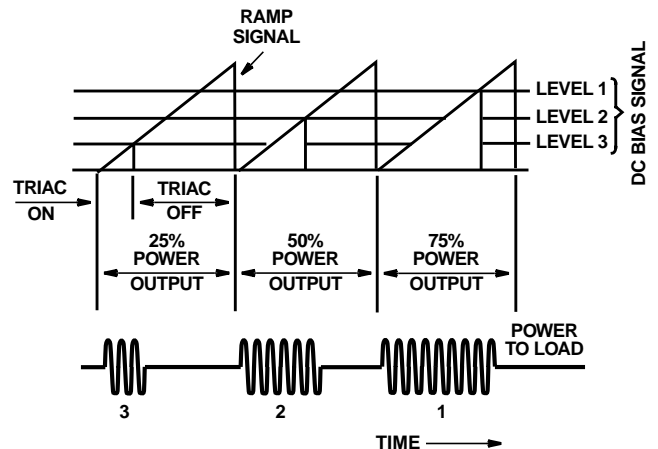 RAMP
SIGNAL
LEVEL 1
LEVEL 2
LEVEL 3
DC BIAS SIGNAL
TRIAC
ON
TRIAC
OFF
25%
POWER
OUTPUT
50%
POWER
OUTPUT
75%
POWER
OUTPUT
POWER
TO LOAD
3
2
1
TIME